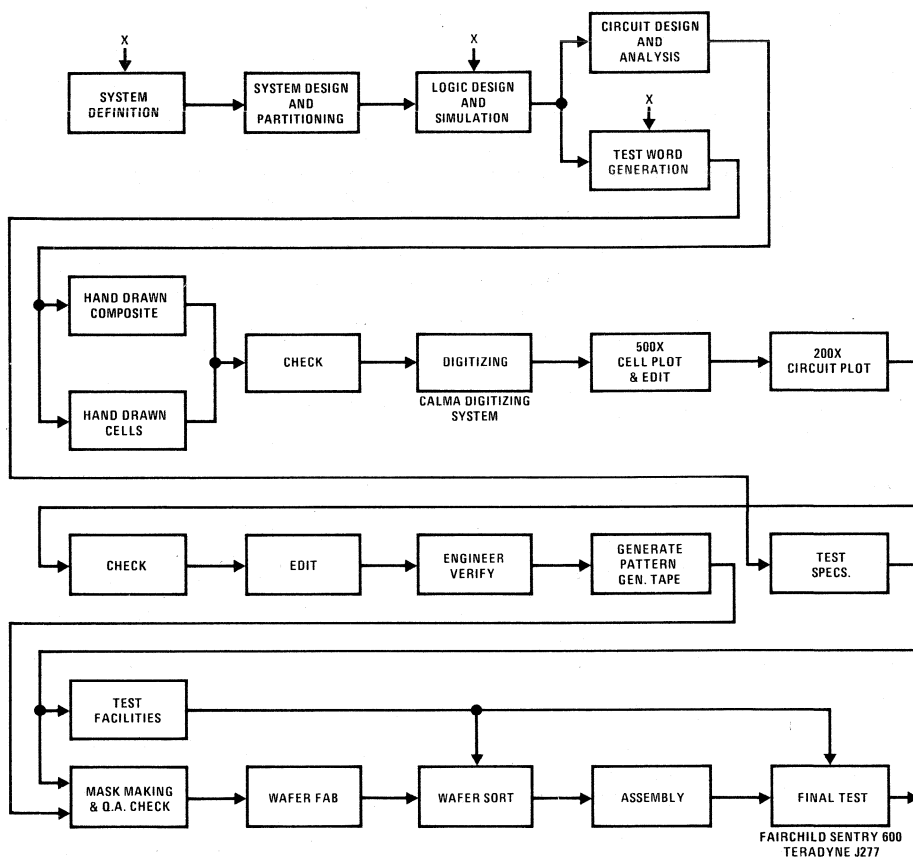 X
SYSTEM
DEFINITION
SYSTEM DESIGN
AND
PARTITIONING
X
LOGIC DESIGN
AND
SIMULATION
CIRCUIT DESIGN
AND
ANALYSIS
X
TEST WORD
GENERATION
HAND DRAWN
COMPOSITE
HAND DRAWN
CELLS
CHECK
DIGITIZING
CALMA DIGITIZING
SYSTEM
500X
CELL PLOT
& EDIT
200X
CIRCUIT PLOT
CHECK
EDIT
ENGINEER
VERIFY
GENERATE
PATTERN
GEN. TAPE
TEST
SPECS.
TEST
FACILITIES
MASK MAKING
& Q.A. CHECK
WAFER FAB
WAFER SORT
ASSEMBLY
FINAL TEST
FAIRCHILD SENTRY 600
TERADYNE J277